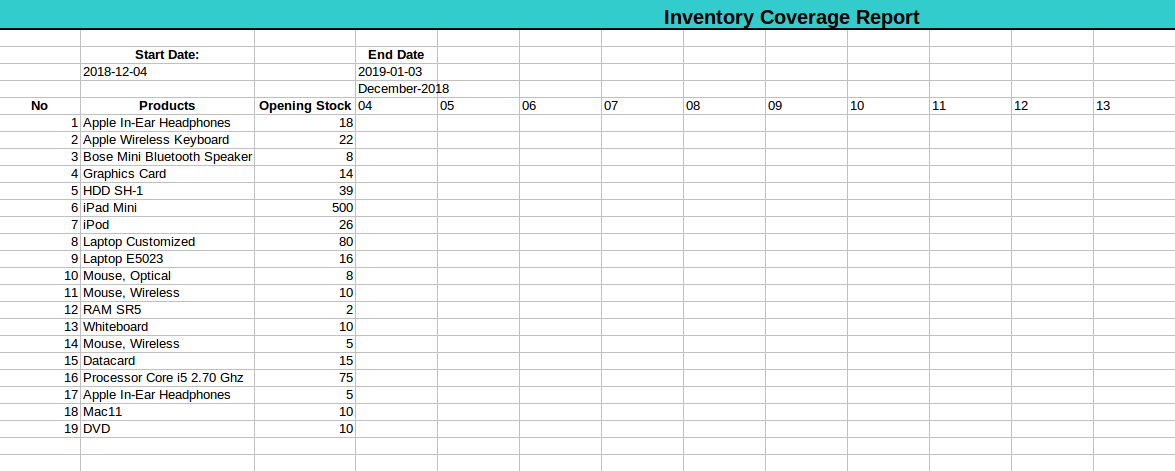 Inventory Coverage Report
Start Date: End Date
2018-12-04 2019-01-03
December-2018
No Products Opening Stock 04 05 06 07 08 09 10 11 12 13
1 Apple In-Ear Headphones 18
2 Apple Wireless Keyboard 22
3 Bose Mini Bluetooth Speaker 8
4 Graphics Card 14
5 HDD SH-1 39
6 iPad Mini 500
7 iPod 26
8 Laptop Customized 80
9 Laptop E5023 16
10 Mouse, Optical 8
11 Mouse, Wireless 10
12 RAM SR5 2
13 Whiteboard 10
14 Mouse, Wireless 5
15 Datacard 15
16 Processor Core i5 2.70 Ghz 75
17 Apple In-Ear Headphones 5
18 Mac11 10
19 DVD 10